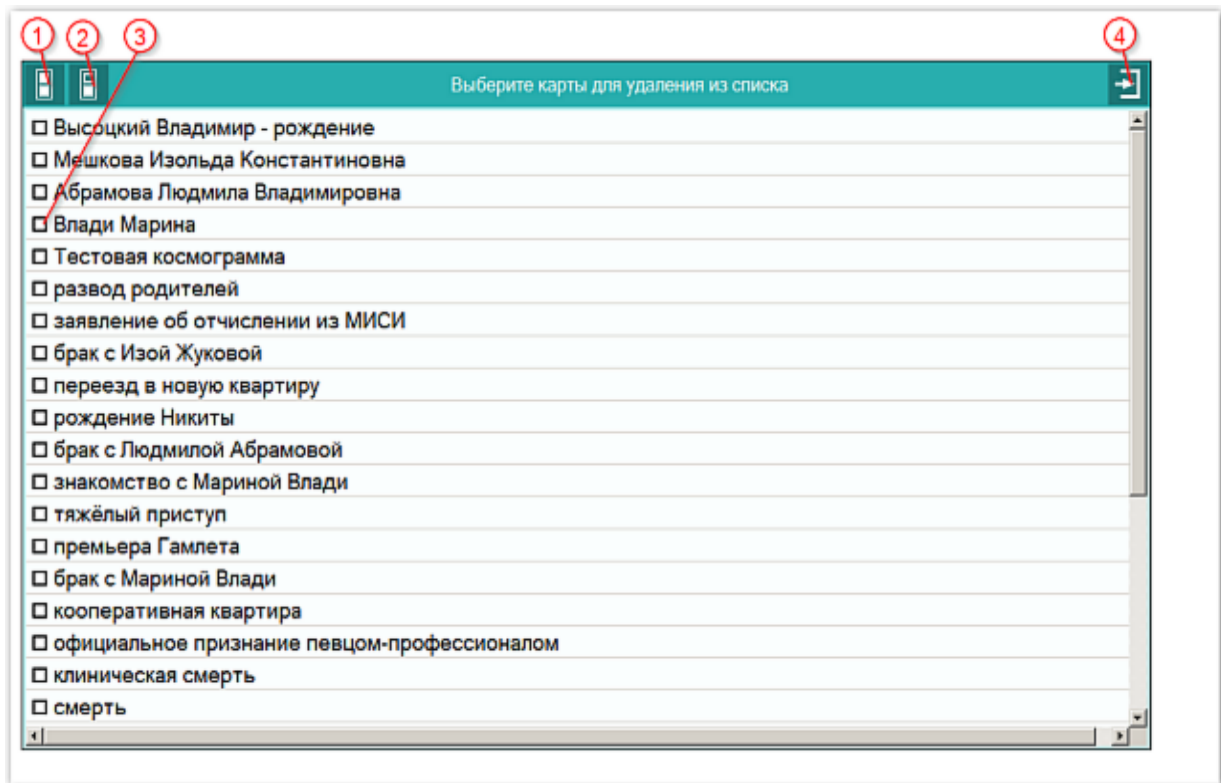 1 2 3 4
Выберите карты для удаления из списка
Высоцкий Владимир - рождение
Мешкова Изольда Константиновна
Абрамова Людмила Владимировна
Влади Марина
Тестовая космограмма
развод родителей
заявление об отчислении из МИСИ
брак с Изой Жуковой
переезд в новую квартиру
рождение Никиты
брак с Людмилой Абрамовой
знакомство с Мариной Влади
тяжёлый приступ
премьера Гамлета
брак с Мариной Влади
кооперативная квартира
официальное признание певцом-профессионалом
клиническая смерть
смерть